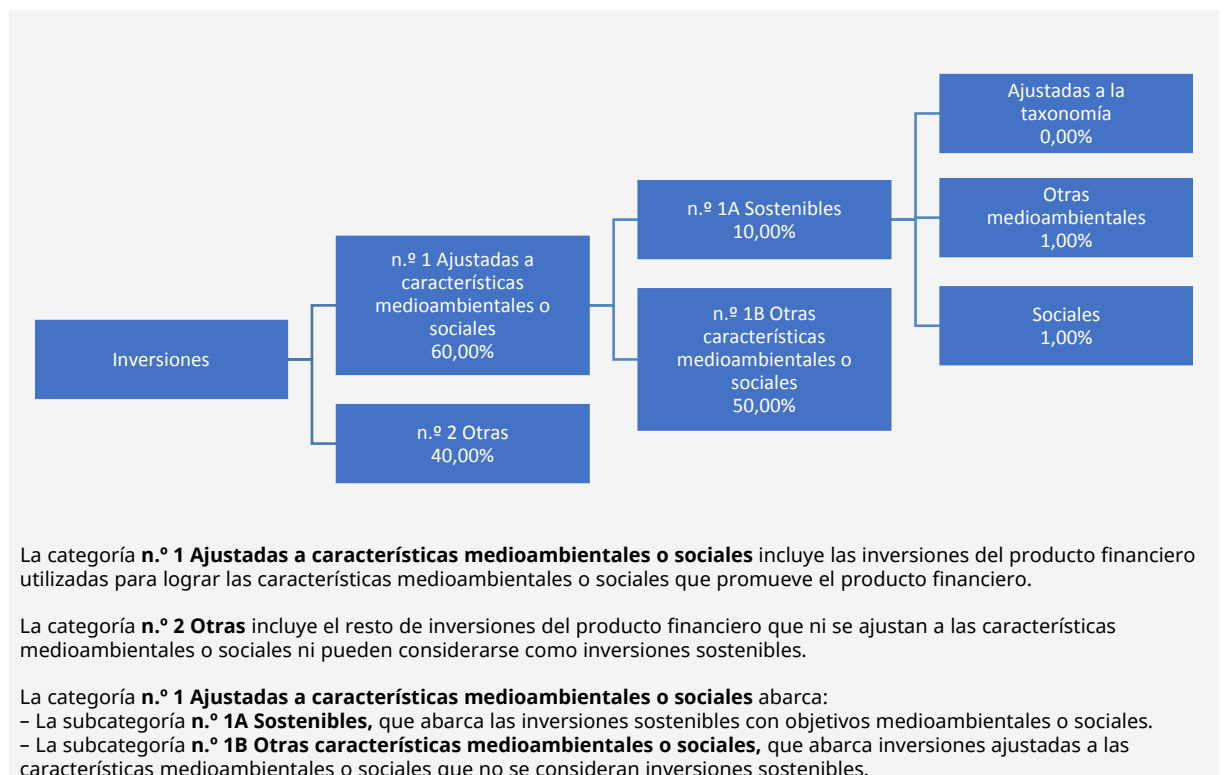 Inversiones
n.º 1 Ajustadas a
características
medioambientales o
sociales
60,00%
n.º 2 Otras
40,00%
n.º 1A Sostenibles
10,00%
n.º 1B Otras
características
medioambientales o
sociales
50,00%
Ajustadas a la
taxonomía
0,00%
Otras
medioambientales
1,00%
Sociales
1,00%
La categoría n.º 1 Ajustadas a características medioambientales o sociales incluye las inversiones del producto financiero
utilizadas para lograr las características medioambientales o sociales que promueve el producto financiero.
La categoría n.º 2 Otras incluye el resto de inversiones del producto financiero que ni se ajustan a las características
medioambientales o sociales ni pueden considerarse como inversiones sostenibles.
La categoría n.º 1 Ajustadas a características medioambientales o sociales abarca:
– La subcategoría n.º 1A Sostenibles, que abarca las inversiones sostenibles con objetivos medioambientales o sociales.
– La subcategoría n.º 1B Otras características medioambientales o sociales, que abarca inversiones ajustadas a las
características medioambientales o sociales que no se consideran inversiones sostenibles.